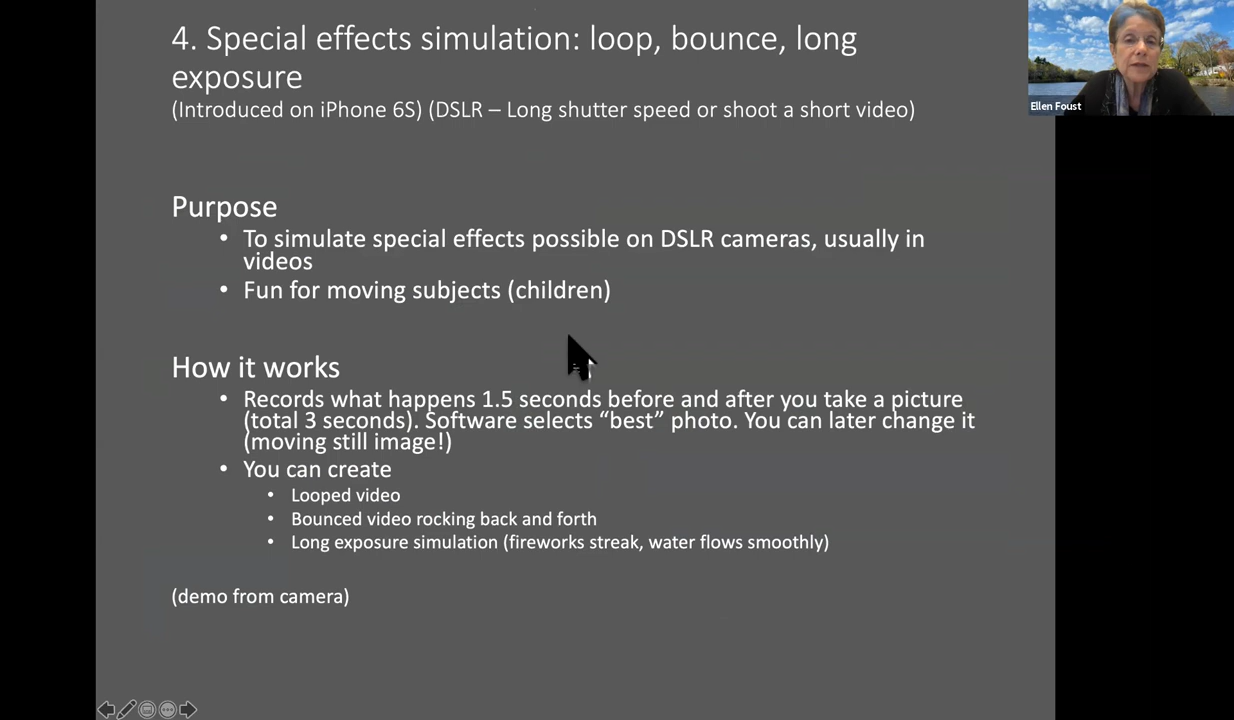 4. Special effects simulation: loop, bounce, long
exposure
(Introduced on iPhone 6S) (DSLR – Long shutter speed or shoot a short video)
Ellen Foust
Purpose
• To simulate special effects possible on DSLR cameras, usually in
videos
• Fun for moving subjects (children)
How it works
• Records what happens 1.5 seconds before and after you take a picture
(total 3 seconds). Software selects “best” photo. You can later change it
(moving still image!)
• You can create
• Looped video
• Bounced video rocking back and forth
• Long exposure simulation (fireworks streak, water flows smoothly)
(demo from camera)